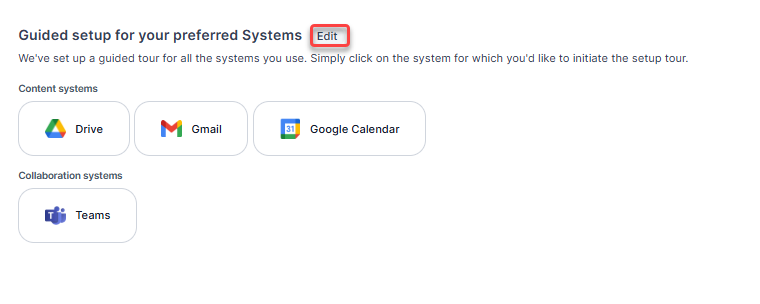 Guided setup for your preferred Systems Edit
We've set up a guided tour for all the systems you use. Simply click on the system for which you'd like to initiate the setup tour.
Content systems
Drive Gmail 31 Google Calendar
Collaboration systems
T Teams